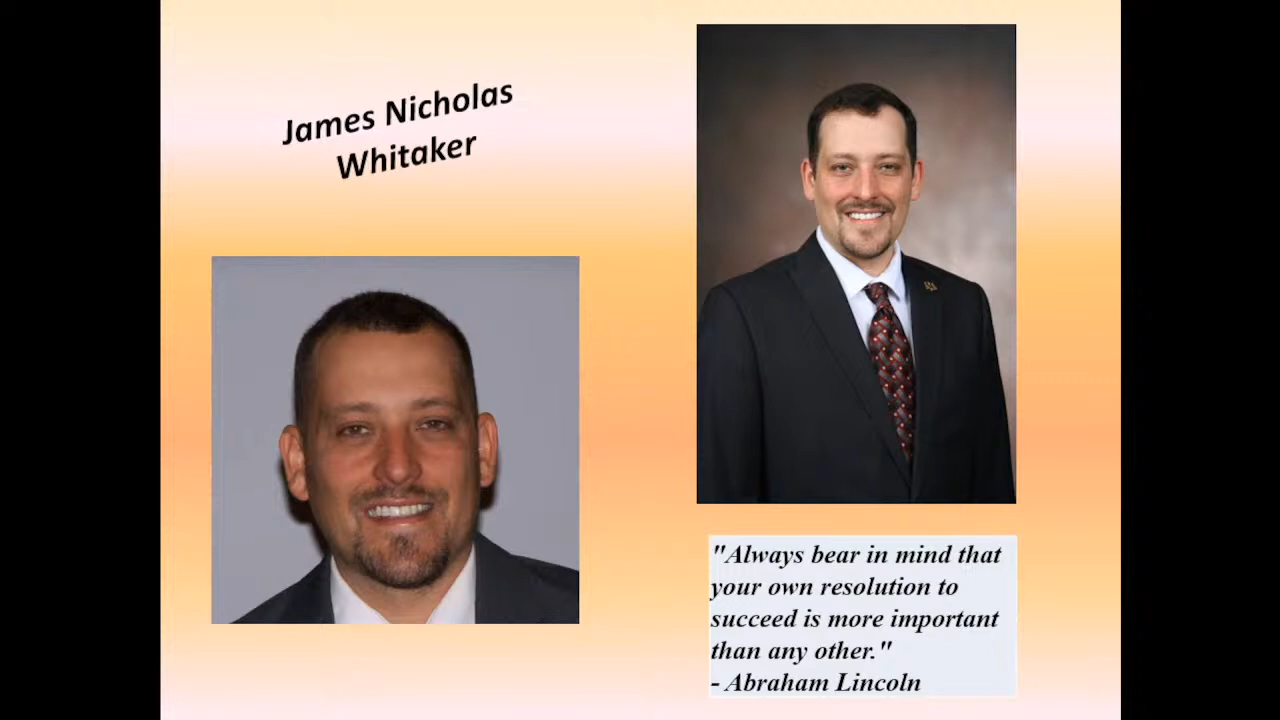 James Nicholas
Whitaker
"Always bear in mind that
your own resolution to
succeed is more important
than any other."
- Abraham Lincoln